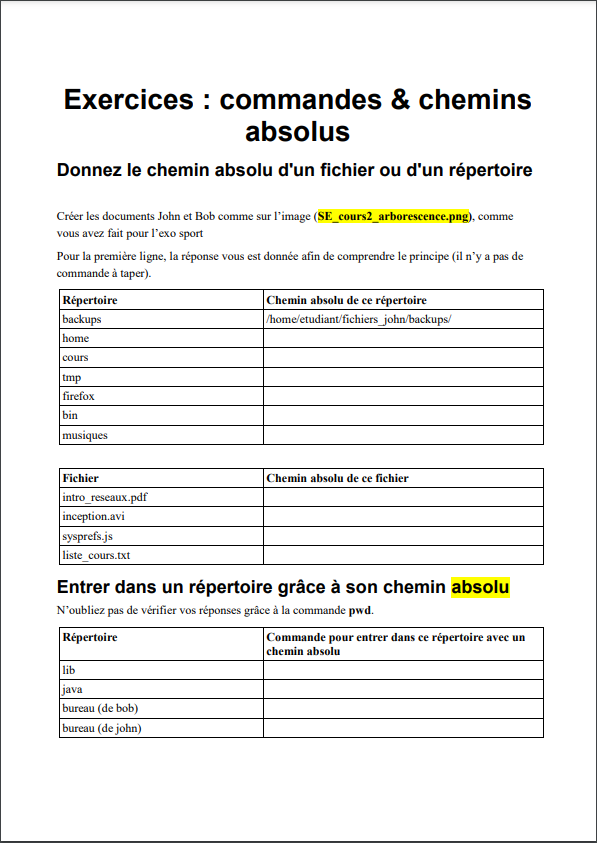 Exercices : commandes & chemins
absolus
Donnez le chemin absolu d'un fichier ou d'un répertoire
Créer les documents John et Bob comme sur l’image (SE_cours2_arborescence.png), comme
vous avez fait pour l’exo sport
Pour la première ligne, la réponse vous est donnée afin de comprendre le principe (il n’y a pas de
commande à taper).
Répertoire Chemin absolu de ce répertoire
backups /home/etudiant/fichiers_john/backups/
home
cours
tmp
firefox
bin
musiques
Fichier Chemin absolu de ce fichier
intro_reseaux.pdf
inception.avi
sysprefs.js
liste_cours.txt
Entrer dans un répertoire grâce à son chemin absolu
N’oubliez pas de vérifier vos réponses grâce à la commande pwd.
Répertoire Commande pour entrer dans ce répertoire avec un
chemin absolu
lib
java
bureau (de bob)
bureau (de john)